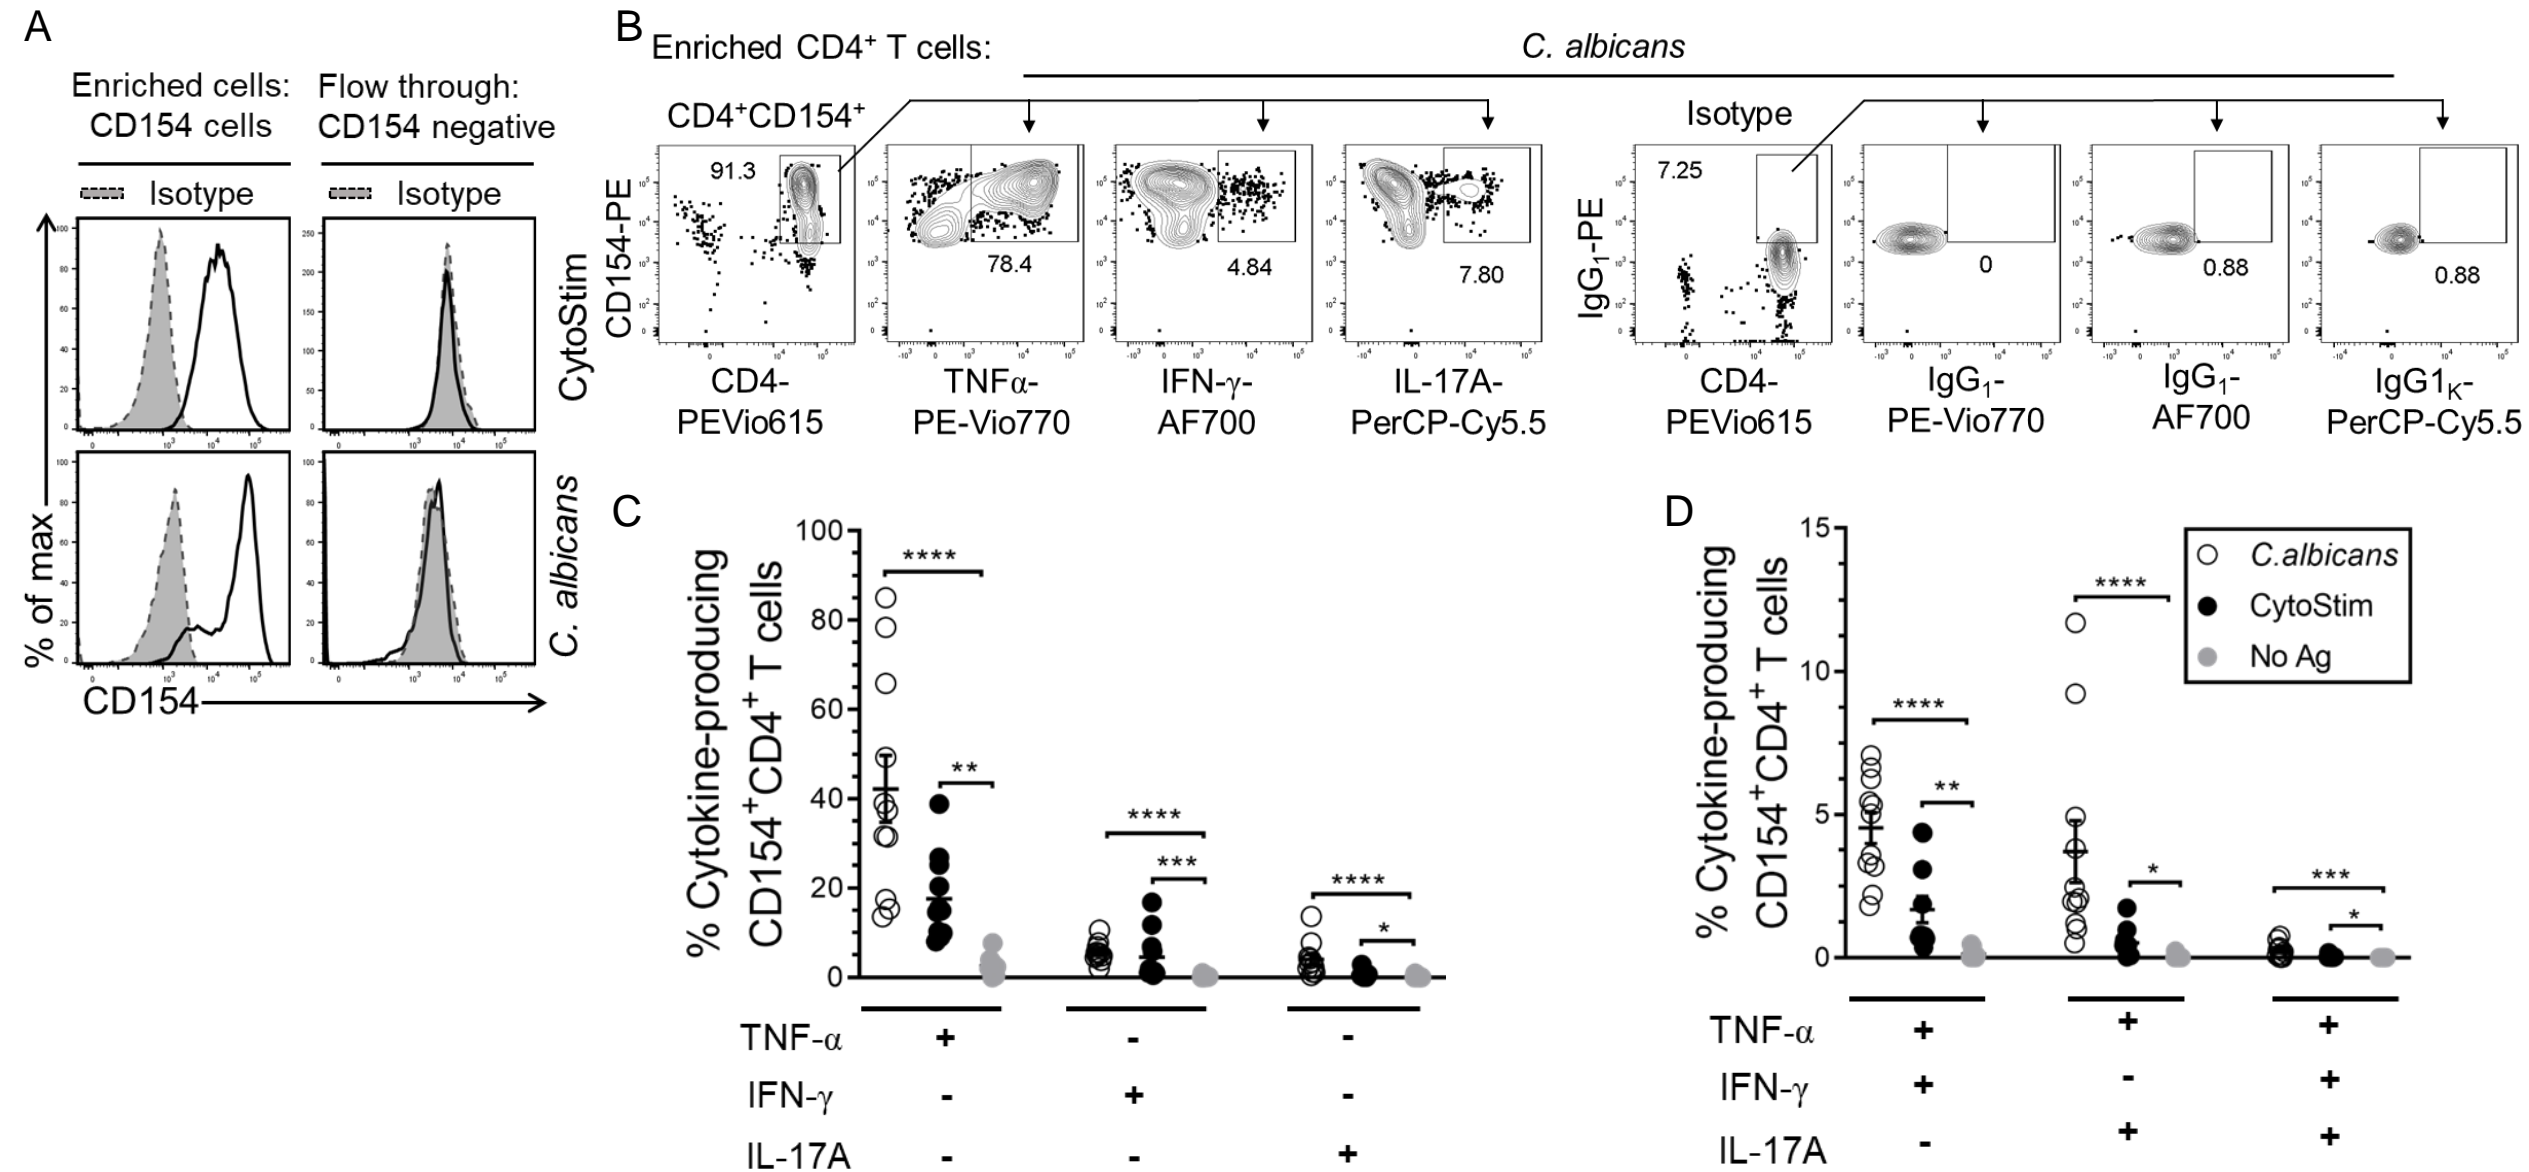 A
Enriched cells:
CD154 cells
Flow through:
CD154 negative
Isotype
Isotype
CytoStim
C. albicans
% of max
CD154
B
Enriched CD4+ T cells:
C. albicans
CD4+CD154+
Isotype
CD154-PE
91.3
78.4
4.84
7.80
IgG1-PE
7.25
0
0.88
0.88
CD4-
PEVio615
TNFα-
PE-Vio770
IFN-γ-
AF700
IL-17A-
PerCP-Cy5.5
CD4-
PEVio615
IgG1-
PE-Vio770
IgG1-
AF700
IgG1K-
PerCP-Cy5.5
C
% Cytokine-producing
CD154+CD4+ T cells
100
80
60
40
20
0
****
**
****
***
****
*
TNF-α + - -
IFN-γ - + -
IL-17A - - +
D
% Cytokine-producing
CD154+CD4+ T cells
15
10
5
0
****
**
****
*
***
*
C.albicans
CytoStim
No Ag
TNF-α + + +
IFN-γ + - +
IL-17A - + +